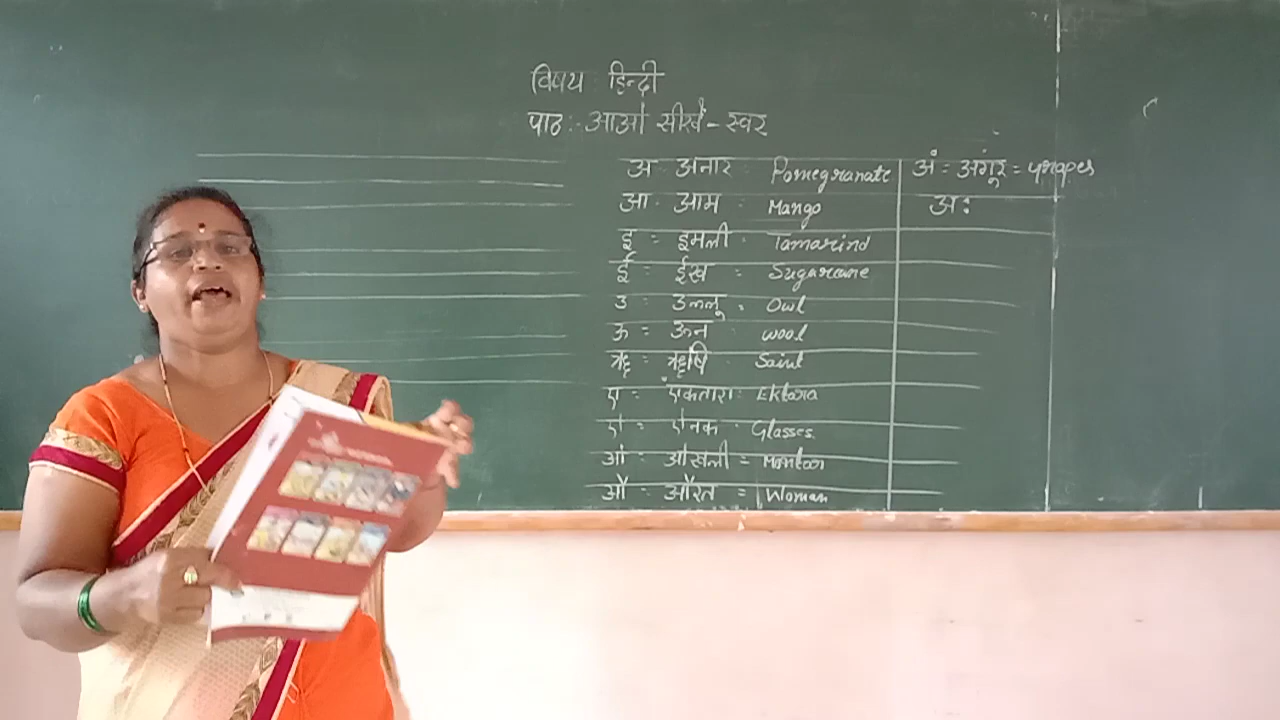 विषय : हिन्दी
पाठ :- आओ सीखें - स्वर
अ अनार : Pomegranate
आ : आम : Mango
इ = इमली : Tamarind
ई = ईख = Sugarcane
उ = उल्लू = Owl
ऊ = ऊन : wool
ऋ = ऋषि : Saint
ए = एकतारा : Ektara
ऐ = ऐनक : Glasses
ओ : ओखली =
औ : औरत = Woman
अं = अंगूर = grapes
अः